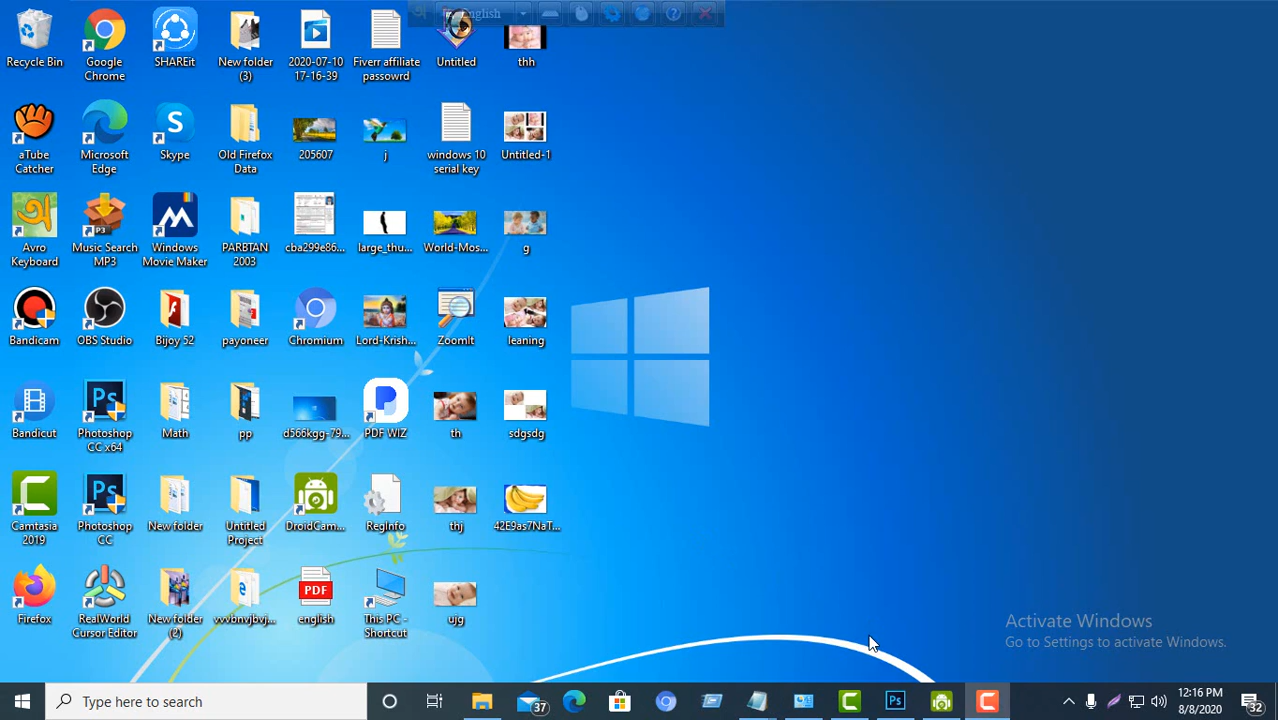 English
Recycle Bin
Google
Chrome
SHAREit
New folder
(3)
2020-07-10
17-16-39
Fiverr affiliate
passowrd
Untitled
thh
aTube
Catcher
Microsoft
Edge
Skype
Old Firefox
Data
205607
j
windows 10
serial key
Untitled-1
Avro
Keyboard
Music Search
MP3
Windows
Movie Maker
PARBTAN
2003
cba299e86...
large_thu...
World-Mos...
g
Bandicam
OBS Studio
Bijoy 52
payoneer
Chromium
Lord-Krish...
ZoomIt
leaning
Bandicut
Photoshop
CC x64
Math
pp
d566kgg-79...
PDF WIZ
th
sdgsdg
Camtasia
2019
Photoshop
CC
New folder
Untitled
Project
DroidCam...
RegInfo
thj
42E9as7NaT...
Firefox
RealWorld
Cursor Editor
New folder
(2)
vvvbnvjbvj...
PDF
english
This PC -
Shortcut
ujg
Activate Windows
Go to Settings to activate Windows.
Type here to search
37
12:16 PM
8/8/2020
32